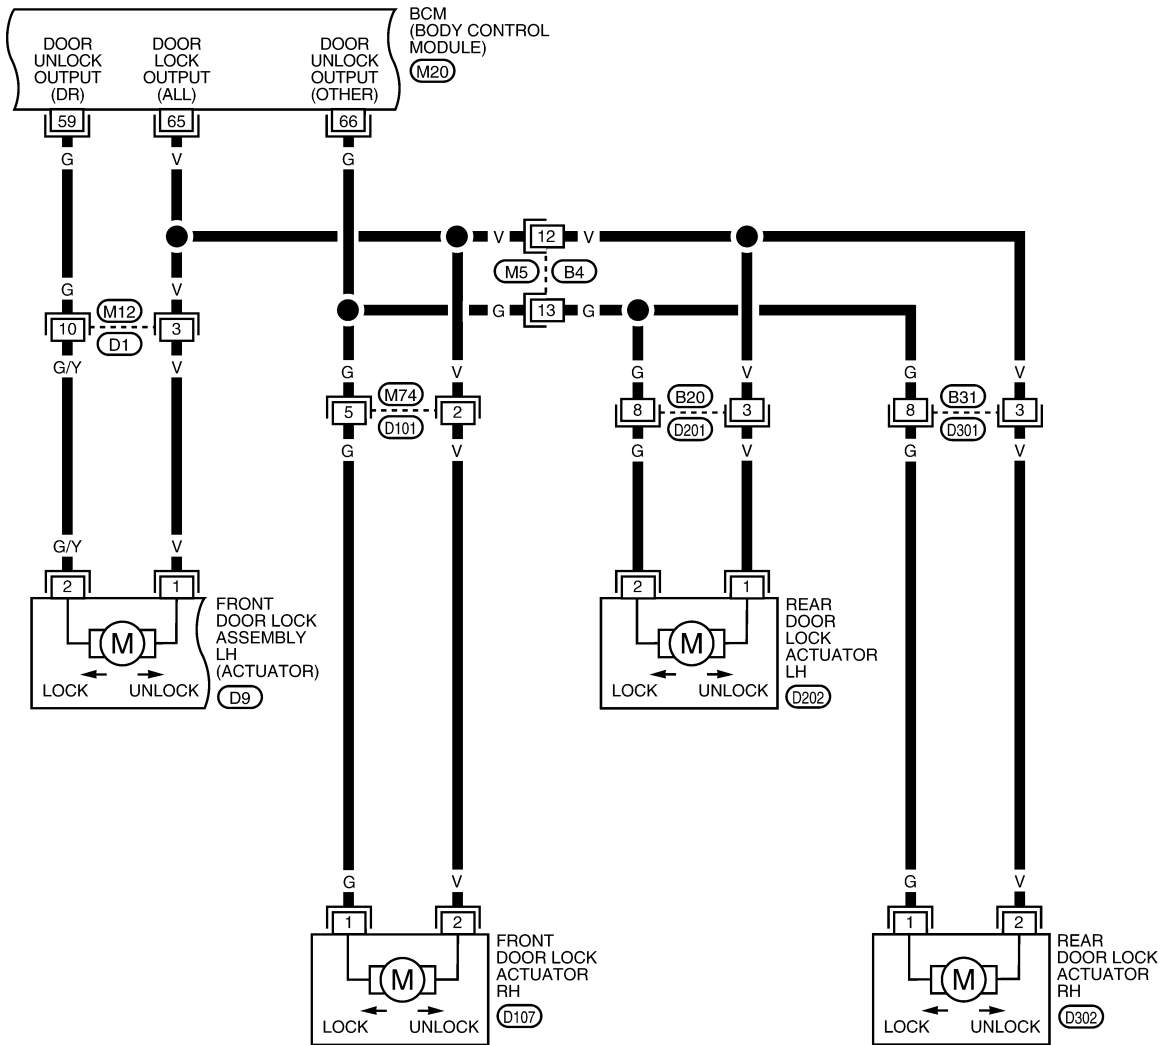 BCM
(BODY CONTROL
MODULE)
M20
DOOR
UNLOCK
OUTPUT
(DR)
DOOR
LOCK
OUTPUT
(ALL)
DOOR
UNLOCK
OUTPUT
(OTHER)
59
65
66
G
V
G
V
12
V
M5
B4
G
13
G
G
V
10
M12
D1
3
G/Y
V
G
V
5
M74
D101
2
G
V
G
V
8
B20
D201
3
G
V
G
V
8
B31
D301
3
G
V
G/Y
V
2
1
M
LOCK
UNLOCK
FRONT
DOOR LOCK
ASSEMBLY
LH
(ACTUATOR)
D9
2
1
M
LOCK
UNLOCK
REAR
DOOR
LOCK
ACTUATOR
LH
D202
G
V
1
2
M
LOCK
UNLOCK
FRONT
DOOR LOCK
ACTUATOR
RH
D107
G
V
1
2
M
LOCK
UNLOCK
REAR
DOOR LOCK
ACTUATOR
RH
D302